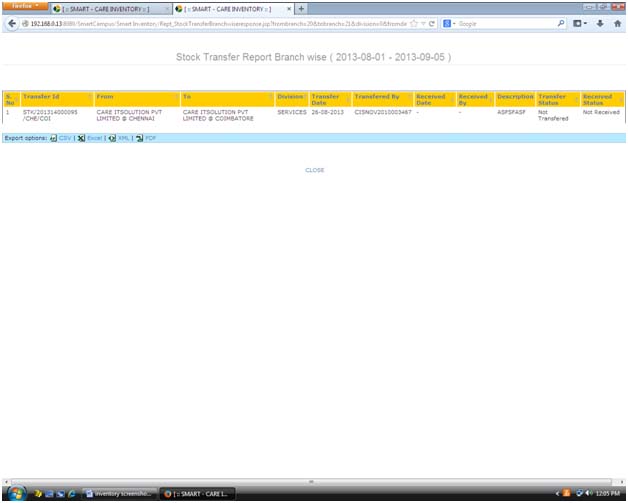 Firefox
[ :: SMART - CARE INVENTORY :: ] × [ :: SMART - CARE INVENTORY :: ] × +
192.168.0.13:8080/SmartCampus/Smart Inventory/Rept_StockTransferBranchwiseresponse.jsp?frombranch=20&tobranch=21&division=0&fromdt Google
Stock Transfer Report Branch wise ( 2013-08-01 - 2013-09-05 )
S. No Transfer Id From To Division Transfer Date Transfered By Received Date Received By Description Transfer Status Received Status
1 STK/201314000095 CARE ITSOLUTION PVT CARE ITSOLUTION PVT SERVICES 26-08-2013 CISNOV2010003467 - - ASFSFASF Not Not Received
/CHE/COI LIMITED @ CHENNAI LIMITED @ COIMBATORE Transfered
Export options: CSV | Excel | XML | PDF
CLOSE
inventory screensho... [ :: SMART - CARE I... 12:05 PM